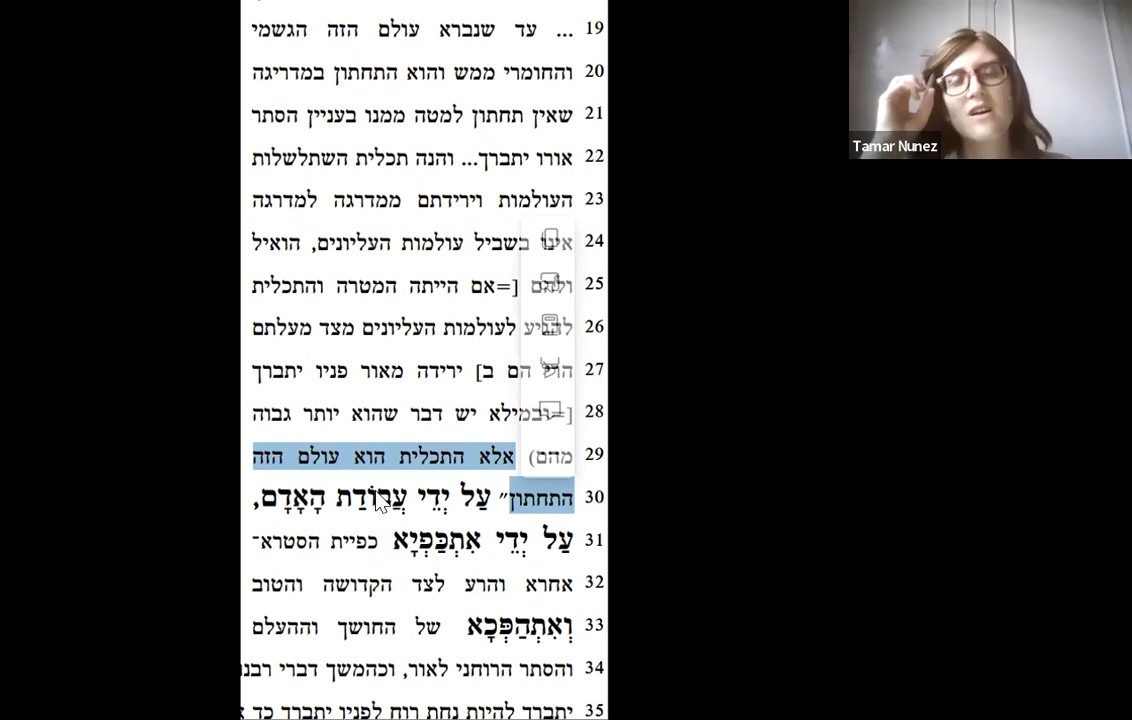 19 ... עד שנברא עולם הזה הגשמי
20 והחומרי ממש והוא התחתון במדריגה
21 שאין תחתון למטה ממנו בעניין הסתר
22 אורו יתברך... והנה תכלית השתלשלות
23 העולמות וירידתם ממדרגה למדרגה
24 אינו בשביל עולמות העליונים, הואיל
25 ולהם [=אם הייתה המטרה והתכלית
26 להגיע לעולמות העליונים מצד מעלתם
27 הרי הם ב] ירידה מאור פניו יתברך
28 [=ובמילא יש דבר שהוא יותר גבוה
29 מהם) אלא התכלית הוא עולם הזה
30 התחתון״ עַל יְדֵי עֲבוֹדַת הָאָדָם,
31 עַל יְדֵי אִתְכַּפְיָא כפיית הסטרא־
32 אחרא והרע לצד הקדושה והטוב
33 וְאִתְהַפְּכָא של החושך וההעלם
34 והסתר הרוחני לאור, וכהמשך דברי
35 יתברך להיות נחת רוח לפניו יתברך כד
Tamar Nunez